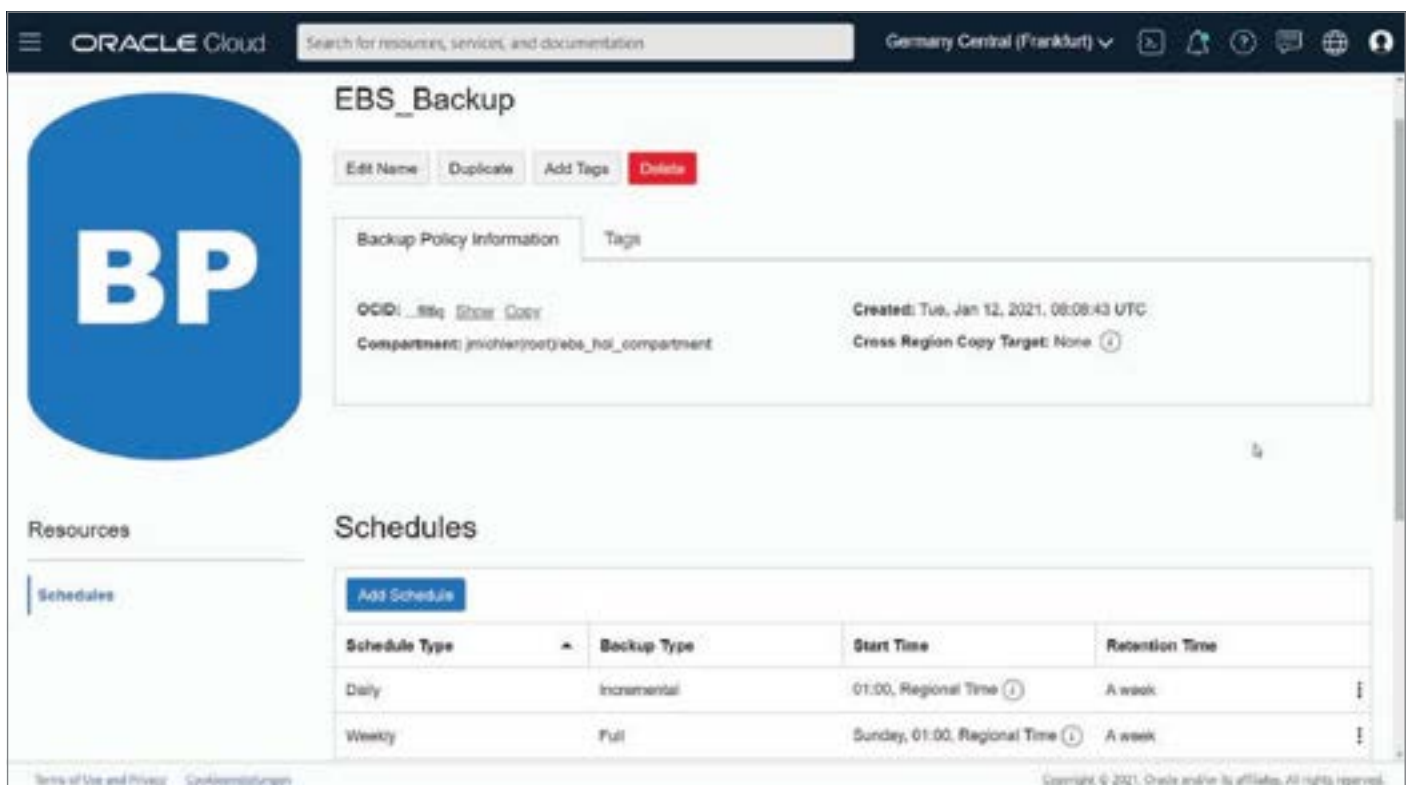 ORACLE Cloud
Search for resources, services, and documentation
Germany Central (Frankfurt)
BP
EBS_Backup
Edit Name Duplicate Add Tags Delete
Backup Policy Information Tags
OCID: Show Copy
Created: Tue, Jan 12, 2021, 08:08:43 UTC
Compartment: jmichler(root)/ebs_hol_compartment
Cross Region Copy Target: None
Resources
Schedules
Schedules
Add Schedule
Schedule Type Backup Type Start Time Retention Time
Daily Incremental 01:00, Regional Time A week
Weekly Full Sunday, 01:00, Regional Time A week
Terms of Use and Privacy Cookieeinstellungen
Copyright © 2021, Oracle and/or its affiliates. All rights reserved.